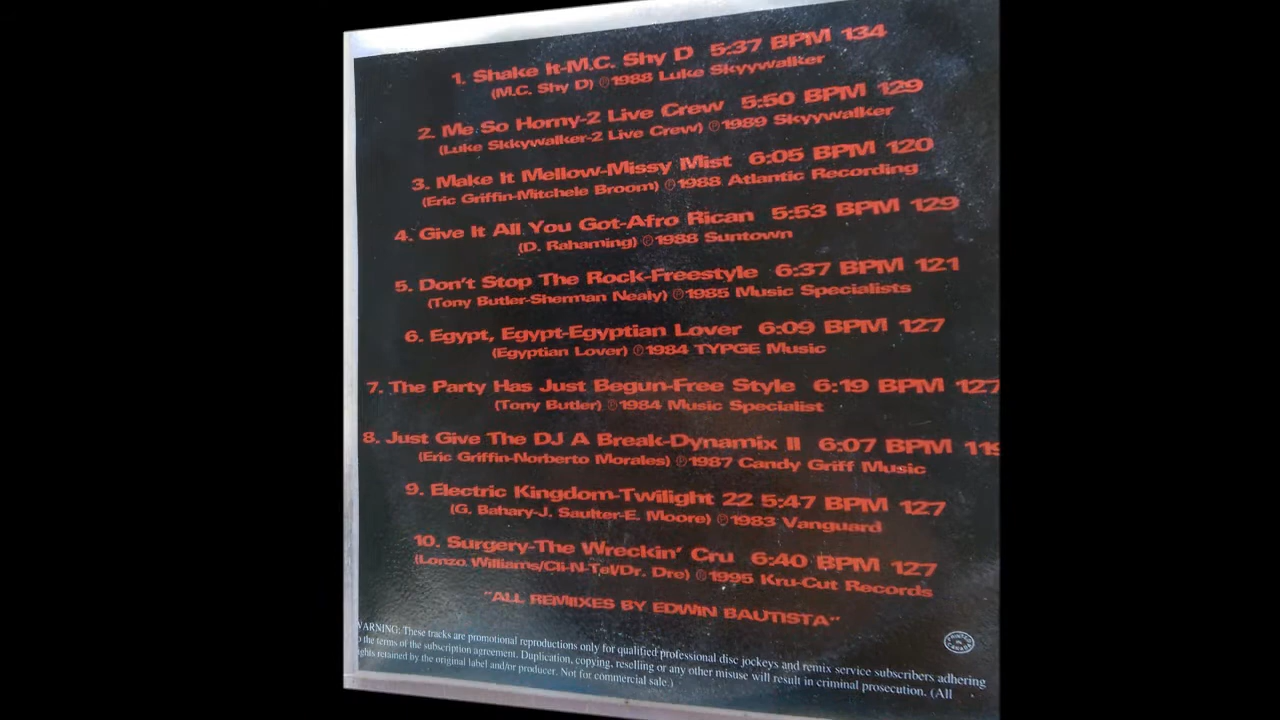 1. Shake It-M.C. Shy D 5:37 BPM 134
(M.C. Shy D) ℗1988 Luke Skyywalker
2. Me So Horny-2 Live Crew 5:50 BPM 129
(Luke Skkywalker-2 Live Crew) ℗1989 Skyywalker
3. Make It Mellow-Missy Mist 6:05 BPM 120
(Eric Griffin-Mitchele Broom) ℗1988 Atlantic Recording
4. Give It All You Got-Afro Rican 5:53 BPM 129
(D. Rahaming) ℗1988 Suntown
5. Don't Stop The Rock-Freestyle 6:37 BPM 121
(Tony Butler-Sherman Nealy) ℗1985 Music Specialists
6. Egypt, Egypt-Egyptian Lover 6:09 BPM 127
(Egyptian Lover) ℗1984 TYPGE Music
7. The Party Has Just Begun-Free Style 6:19 BPM 127
(Tony Butler) ℗1984 Music Specialist
8. Just Give The DJ A Break-Dynamix II 6:07 BPM 119
(Eric Griffin-Norberto Morales) ℗1987 Candy Griff Music
9. Electric Kingdom-Twilight 22 5:47 BPM 127
(G. Bahary-J. Saulter-E. Moore) ℗1983 Vanguard
10. Surgery-The Wreckin' Cru 6:40 BPM 127
(Lonzo Williams/Cli-N-Tel/Dr. Dre) ℗1995 Kru-Cut Records
"ALL REMIXES BY EDWIN BAUTISTA"
PRINTED IN CANADA
WARNING: These tracks are promotional reproductions only for qualified professional disc jockeys and remix service subscribers adhering
to the terms of the subscription agreement. Duplication, copying, reselling or any other misuse will result in criminal prosecution. (All
rights retained by the original label and/or producer. Not for commercial sale.)